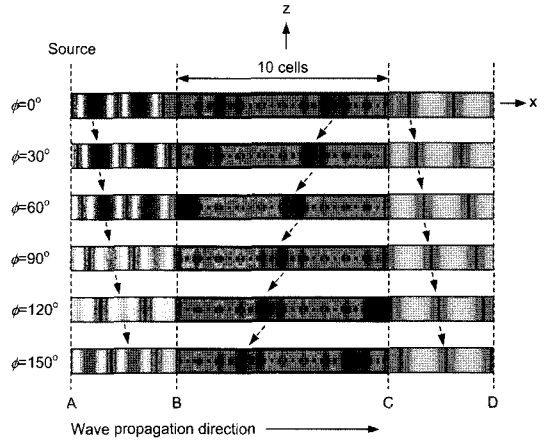 z
Source
10 cells
ϕ=0°
x
ϕ=30°
ϕ=60°
ϕ=90°
ϕ=120°
ϕ=150°
A B C D
Wave propagation direction